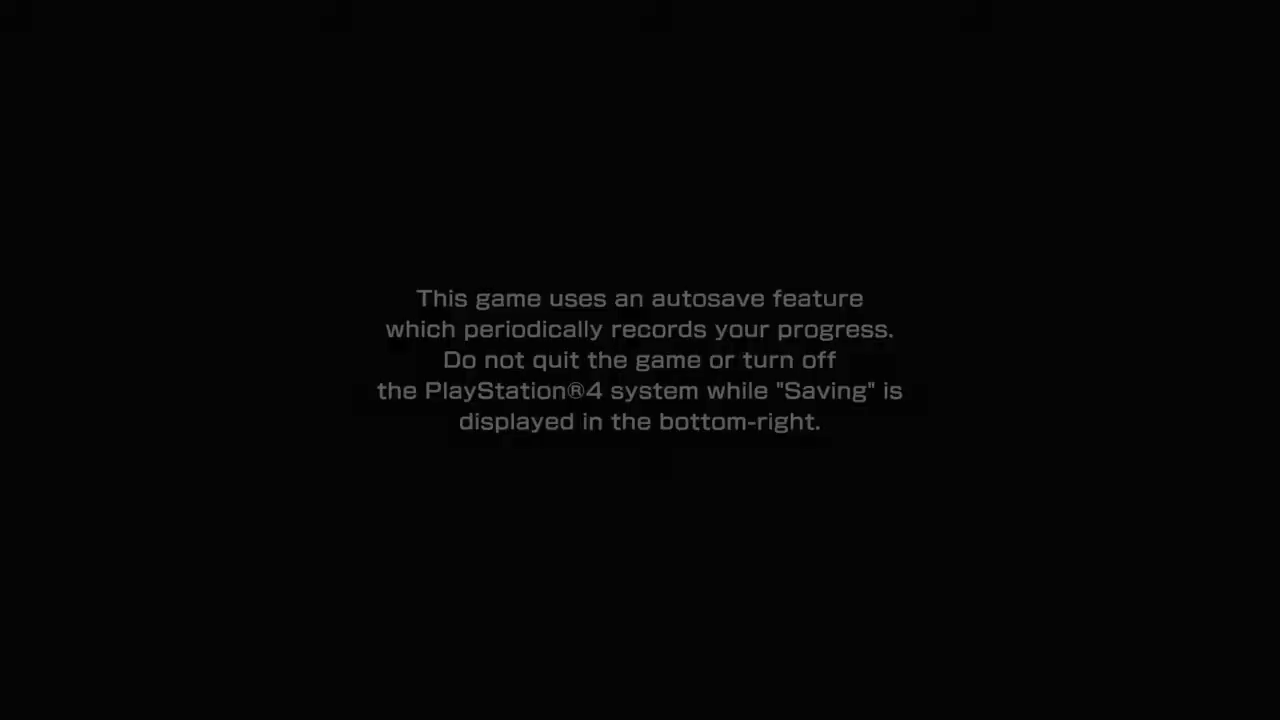 This game uses an autosave feature
which periodically records your progress.
Do not quit the game or turn off
the PlayStation®4 system while "Saving" is
displayed in the bottom-right.